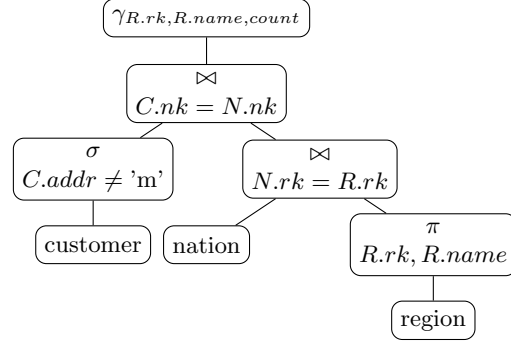 γR.rk,R.name,count
⋈
C.nk = N.nk
σ
C.addr ≠ 'm'
⋈
N.rk = R.rk
customer
nation
π
R.rk, R.name
region